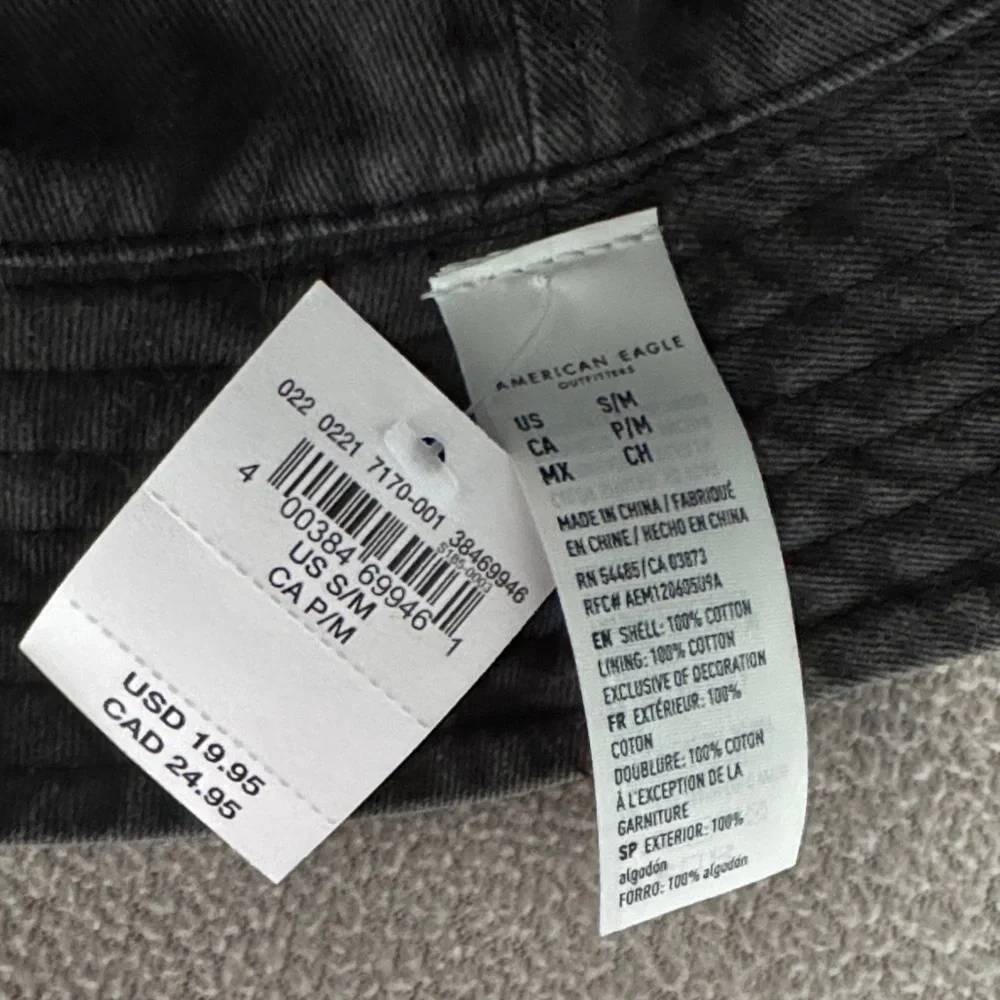 022 0221 7170-001 38469946
5165-0003
4 00384 69946 1
US S/M
CA P/M
USD 19.95
CAD 24.95
AMERICAN EAGLE
OUTFITTERS
US S/M
CA P/M
MX CH
MADE IN CHINA / FABRIQUÉ
EN CHINE / HECHO EN CHINA
RN 54485/CA 03873
RFC# AEM120605U9A
EN SHELL: 100% COTTON
LINING: 100% COTTON
EXCLUSIVE OF DECORATION
FR EXTÉRIEUR: 100%
COTON
DOUBLURE: 100% COTON
À L'EXCEPTION DE LA
GARNITURE
SP EXTERIOR: 100%
algodón
FORRO: 100% algodón